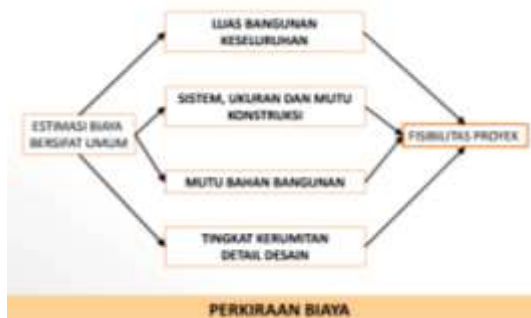 LUAS BANGUNAN
KESELURUHAN
SISTEM, UKURAN DAN MUTU
KONSTRUKSI
ESTIMASI BIAYA
BERSIFAT UMUM
FISIBILITAS PROYEK
MUTU BAHAN BANGUNAN
TINGKAT KERUMITAN
DETAIL DESAIN
PERKIRAAN BIAYA